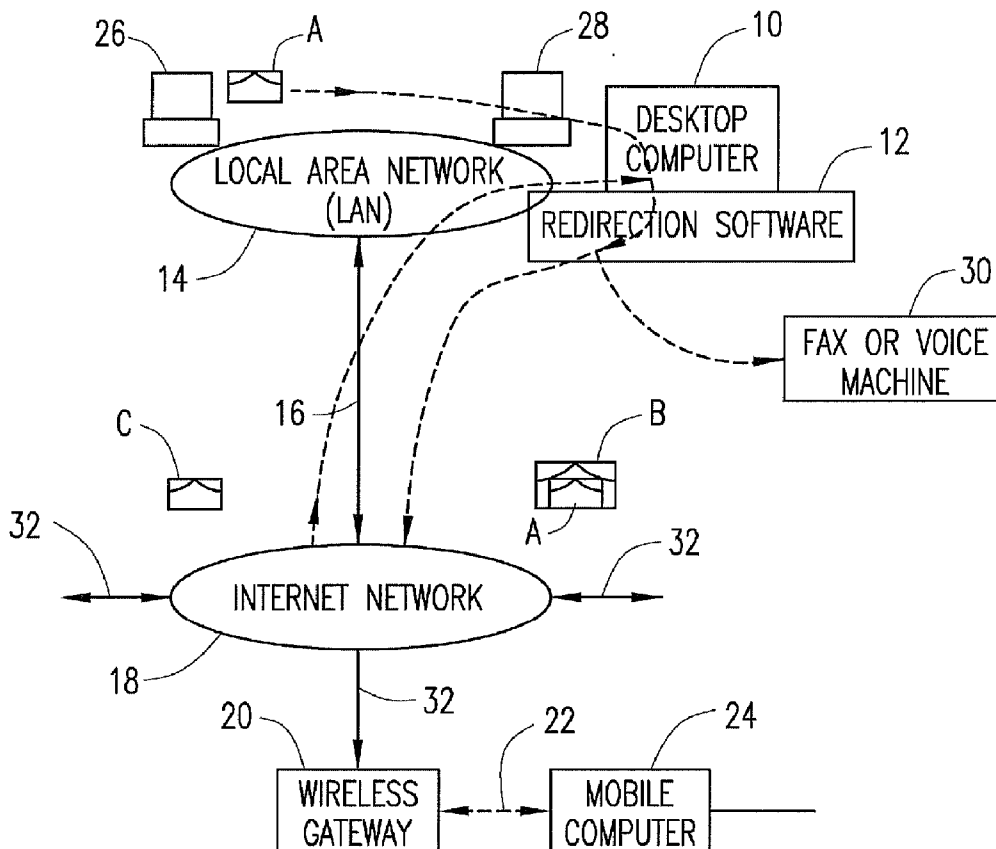 26
A
28
10
DESKTOP
COMPUTER
12
LOCAL AREA NETWORK
(LAN)
REDIRECTION SOFTWARE
14
30
FAX OR VOICE
MACHINE
16
C
B
A
32
32
INTERNET NETWORK
18
32
20
22
24
WIRELESS
GATEWAY
MOBILE
COMPUTER